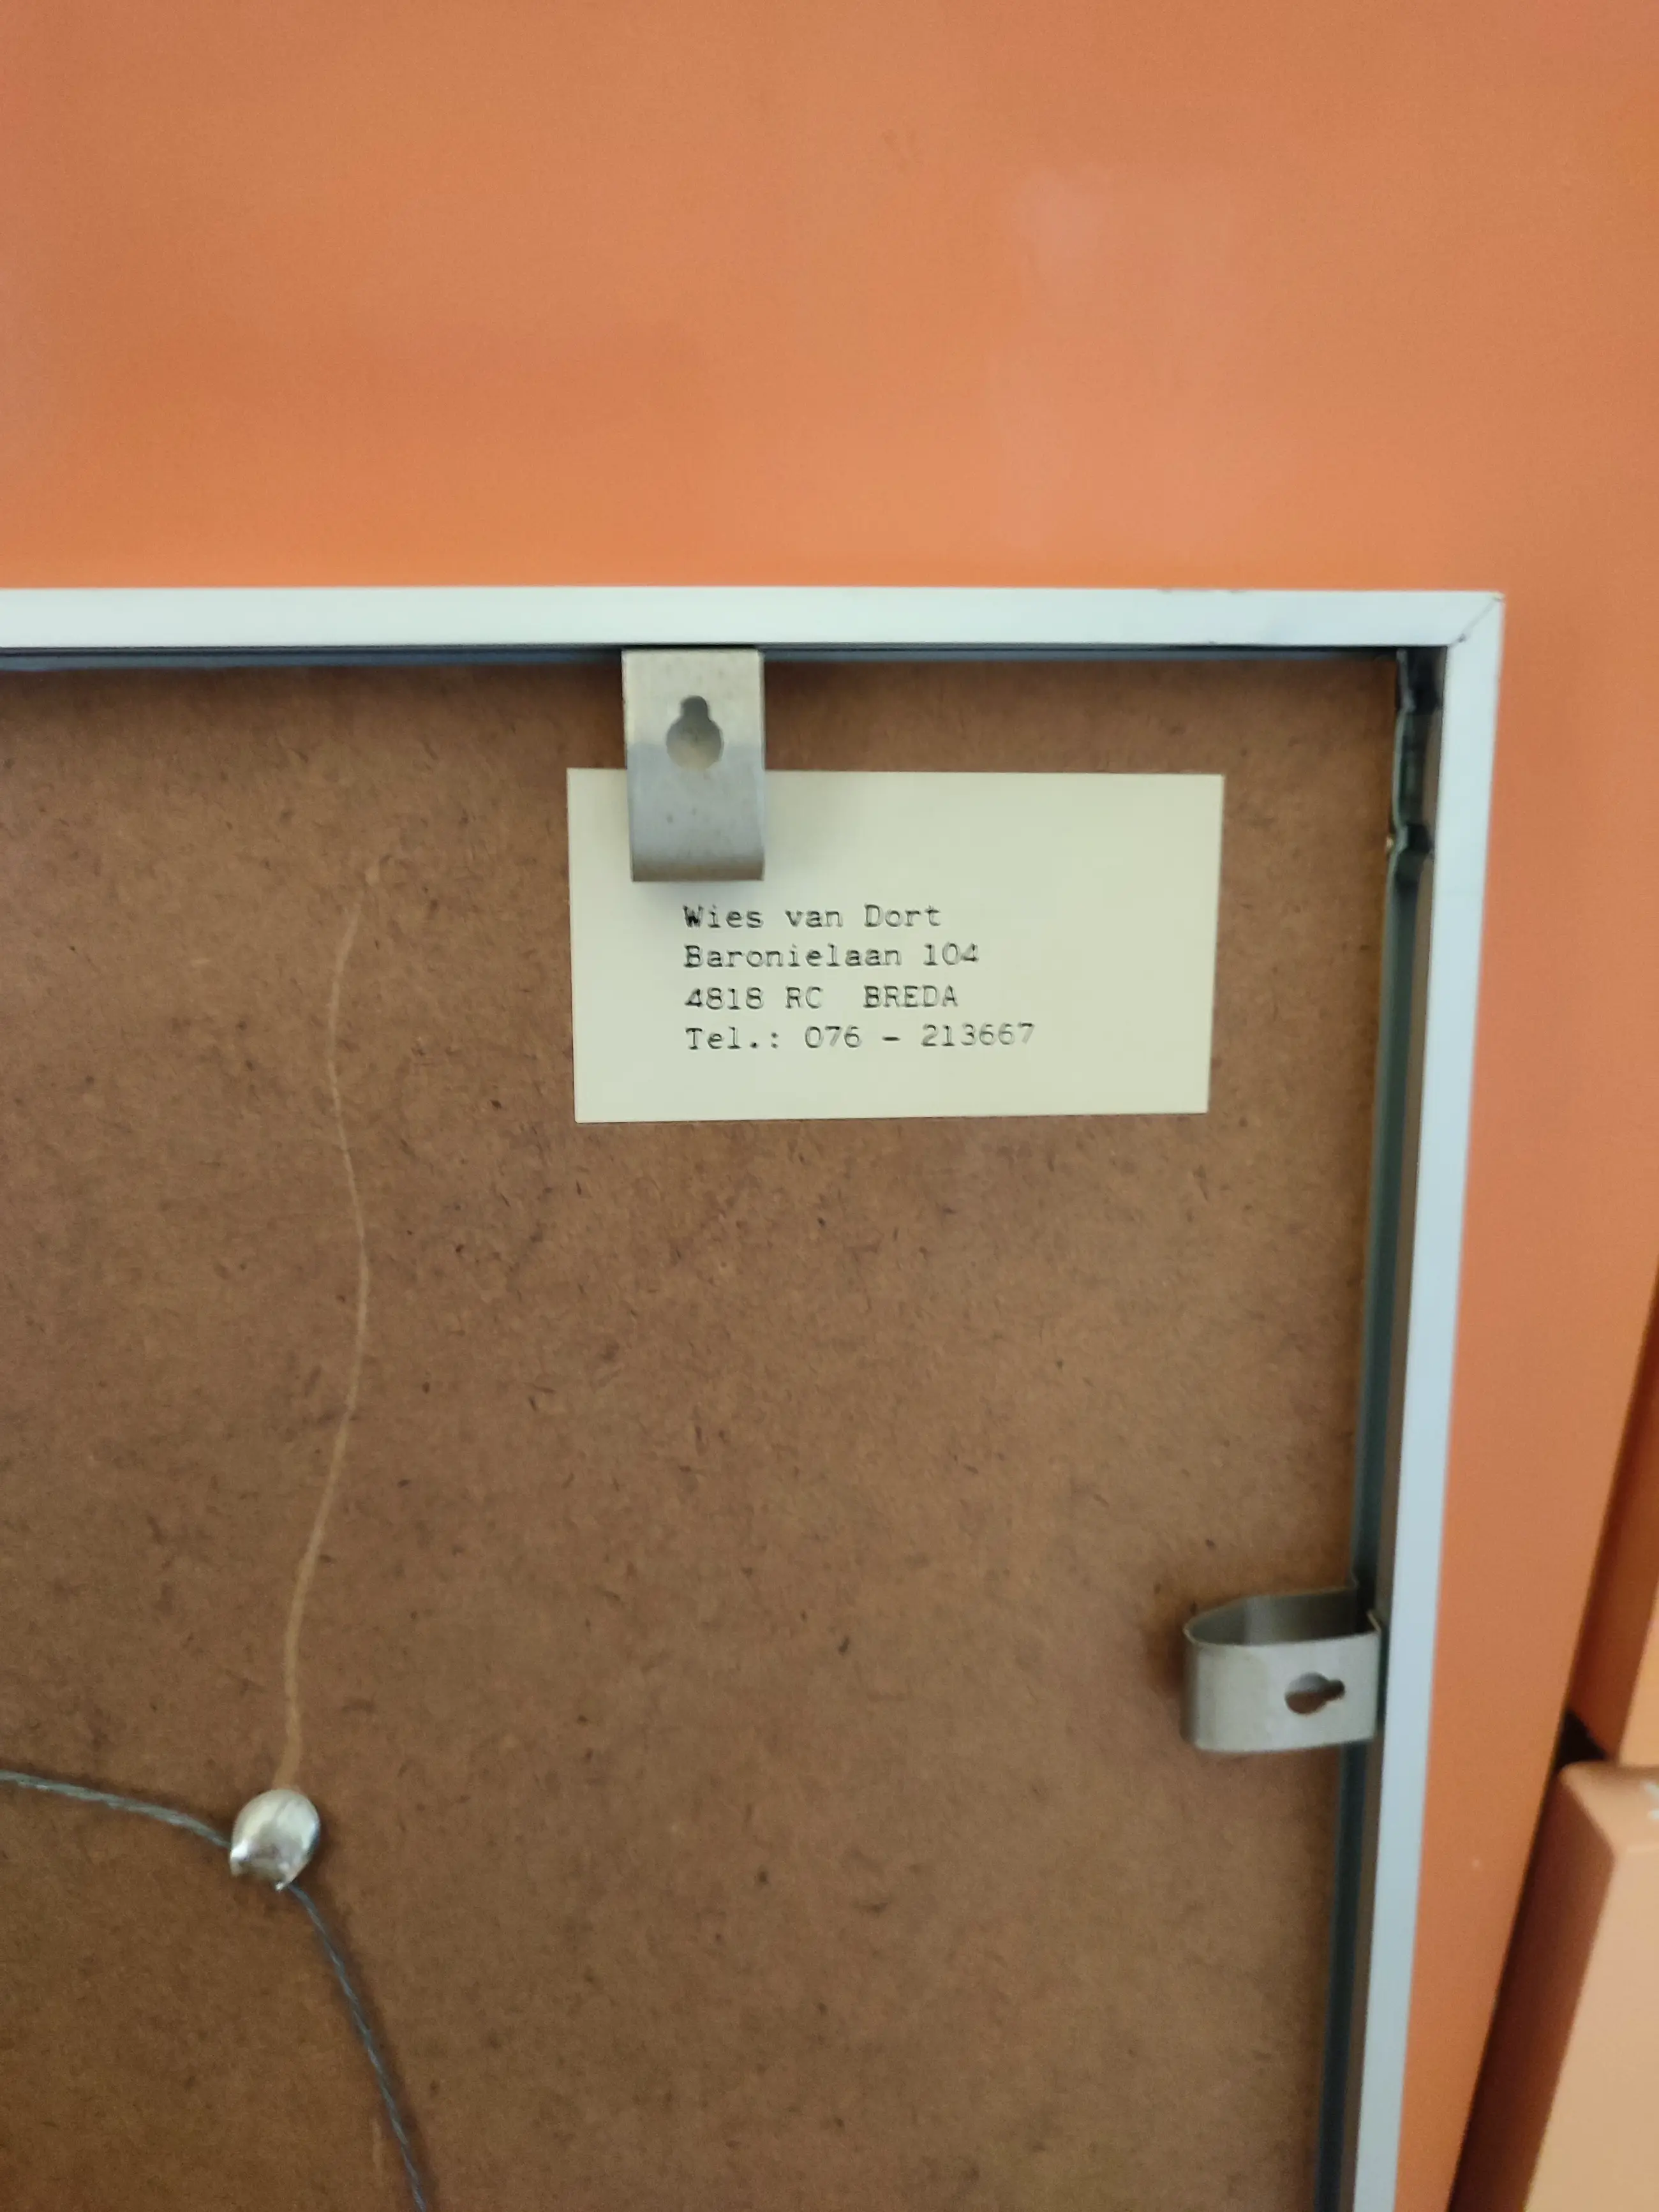 Wies van Dort
Baronielaan 104
4818 RC  BREDA
Tel.: 076 - 213667